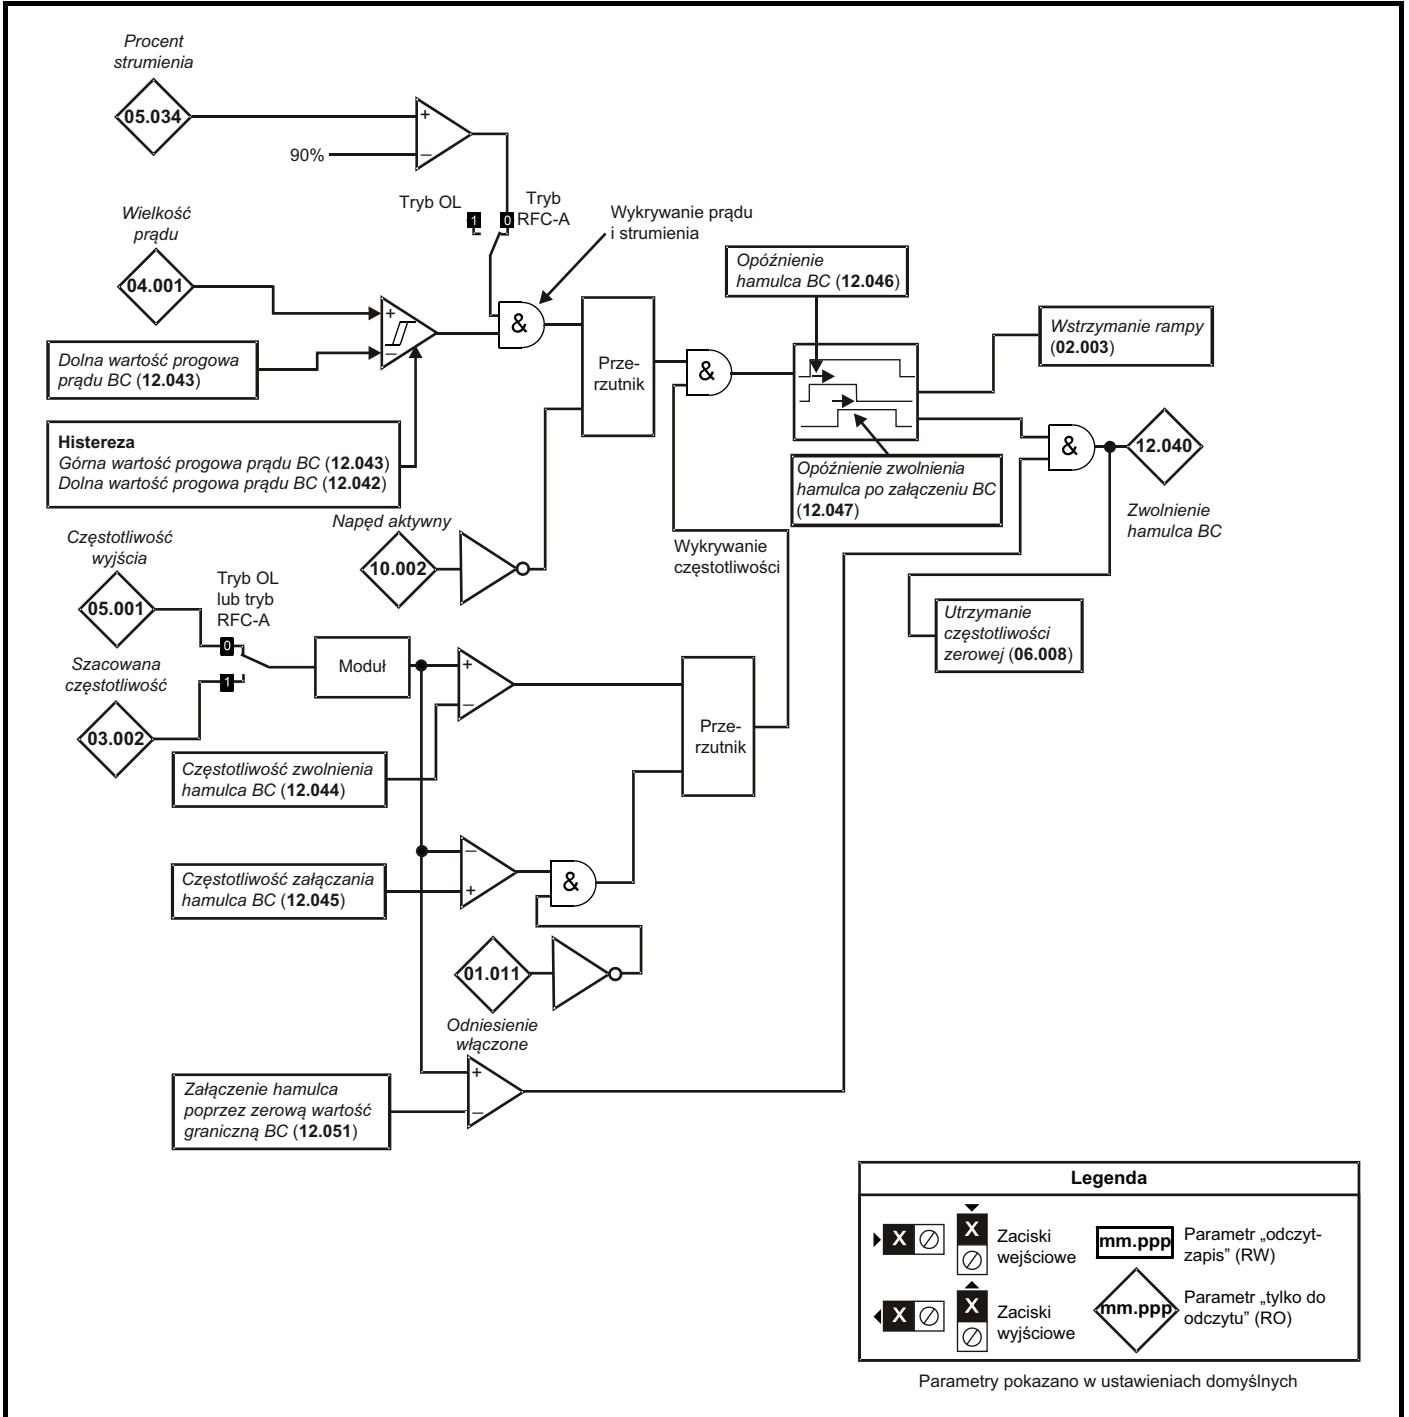 Procent
strumienia
05.034
+
90%
–
Tryb OL
1
0
Tryb
RFC-A
Wykrywanie prądu
i strumienia
Wielkość
prądu
04.001
+
–
&
Dolna wartość progowa
prądu BC (12.043)
Histereza
Górna wartość progowa prądu BC (12.043)
Dolna wartość progowa prądu BC (12.042)
Prze-
rzutnik
&
Opóźnienie
hamulca BC (12.046)
Wstrzymanie rampy
(02.003)
Opóźnienie zwolnienia
hamulca po załączeniu BC
(12.047)
&
12.040
Zwolnienie
hamulca BC
Napęd aktywny
10.002
Wykrywanie
częstotliwości
Utrzymanie
częstotliwości
zerowej (06.008)
Częstotliwość
wyjścia
05.001
Tryb OL
lub tryb
RFC-A
0
1
Szacowana
częstotliwość
03.002
Moduł
+
–
Prze-
rzutnik
Częstotliwość zwolnienia
hamulca BC (12.044)
Częstotliwość załączania
hamulca BC (12.045)
–
+
&
01.011
Odniesienie
włączone
Załączenie hamulca
poprzez zerową wartość
graniczną BC (12.051)
+
–
Legenda
X
X
Zaciski
wejściowe
mm.ppp
Parametr „odczyt-
zapis” (RW)
X
X
Zaciski
wyjściowe
mm.ppp
Parametr „tylko do
odczytu” (RO)
Parametry pokazano w ustawieniach domyślnych